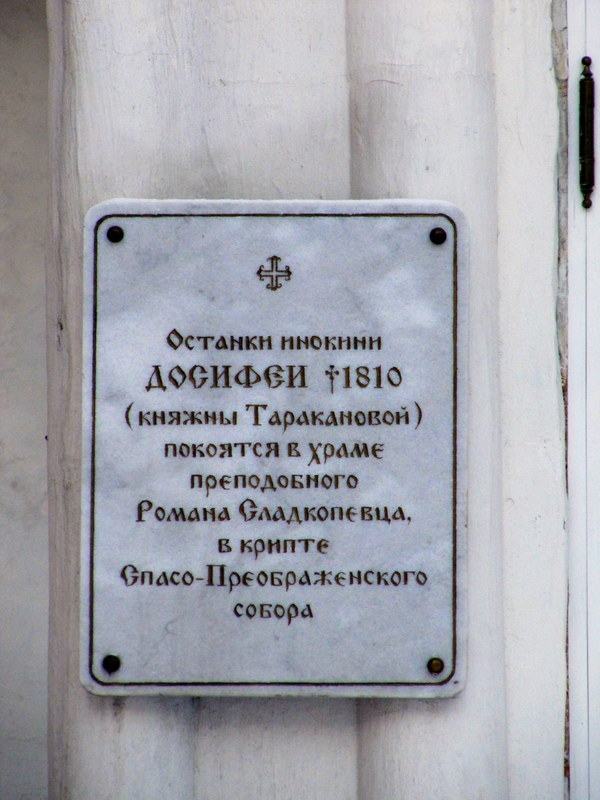 Останки инокини
ДОСИФЕИ †1810
(княжны Таракановой)
покоятся в храме
преподобного
Романа Сладкопевца,
в крипте
Спасо-Преображенского
собора